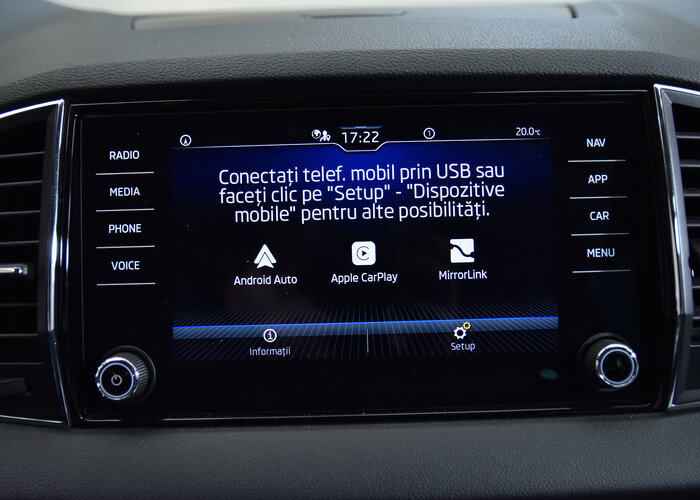 17:22
1
20.0°C
RADIO
MEDIA
PHONE
VOICE
NAV
APP
CAR
MENU
Conectați telef. mobil prin USB sau
faceți clic pe "Setup" - "Dispozitive
mobile" pentru alte posibilități.
Android Auto
Apple CarPlay
MirrorLink
Informații
Setup